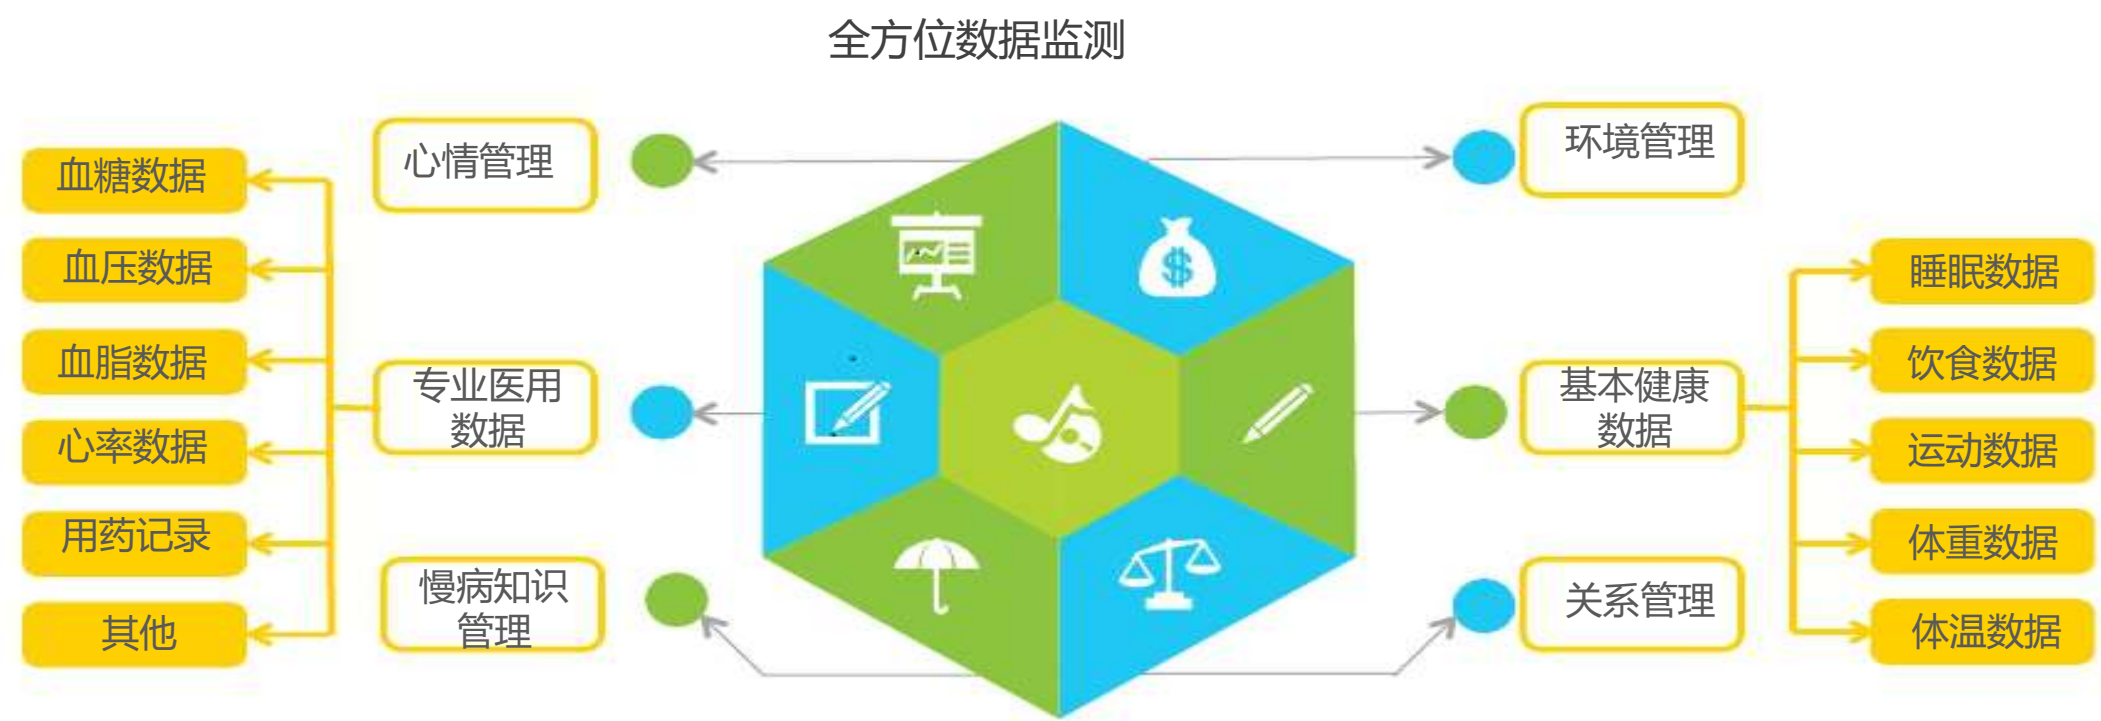 全方位数据监测
血糖数据
血压数据
血脂数据
心率数据
用药记录
其他
心情管理
专业医用
数据
慢病知识
管理
环境管理
基本健康
数据
关系管理
睡眠数据
饮食数据
运动数据
体重数据
体温数据
$